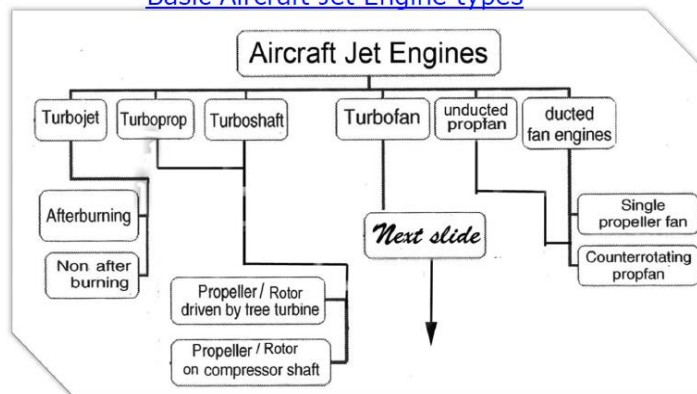 Basic Aircraft Jet Engine types
Aircraft Jet Engines
Turbojet
Turboprop
Turboshaft
Turbofan
unducted
propfan
ducted
fan engines
Afterburning
Non after
burning
Next slide
Single
propeller fan
Counterrotating
propfan
Propeller / Rotor
driven by tree turbine
Propeller / Rotor
on compressor shaft